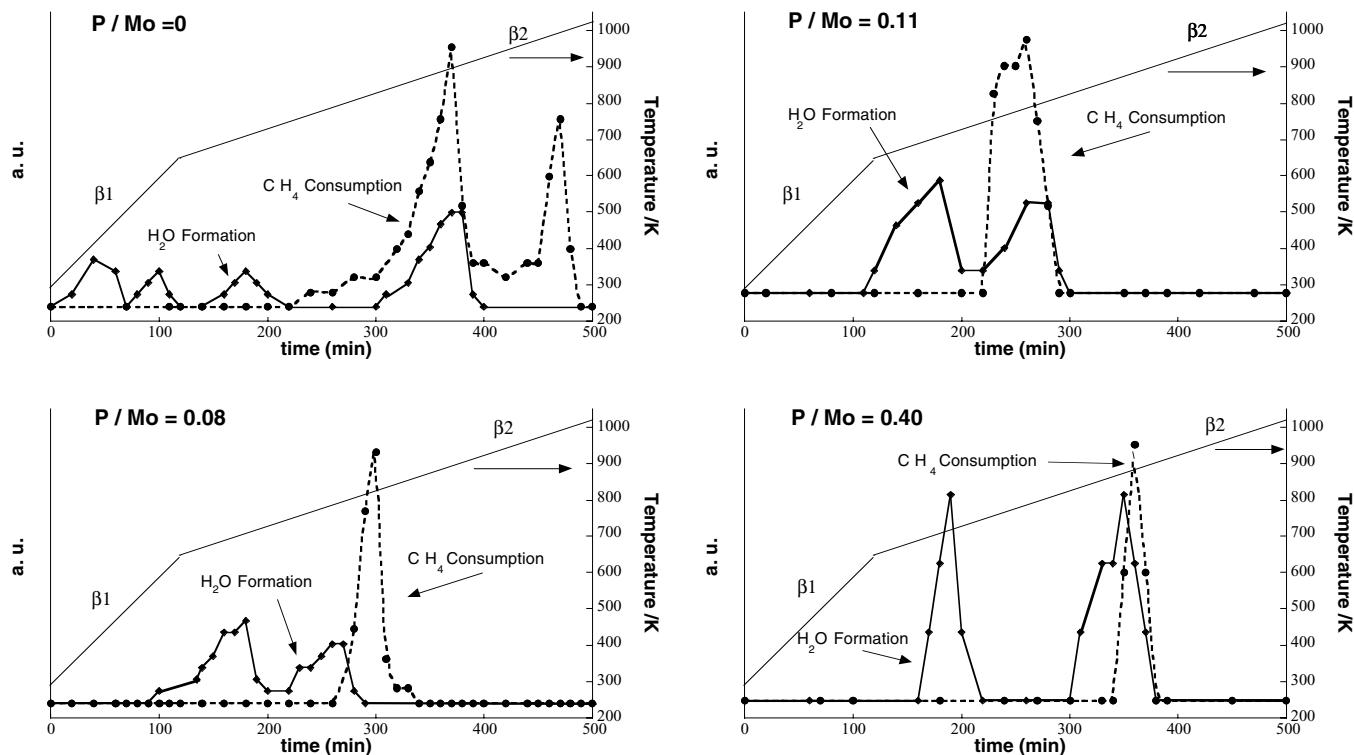 P / Mo =0
β2
1000
900
800
700
600
500
400
300
200
Temperature /K
a. u.
β1
C H4 Consumption
H2O Formation
0
100
200
300
400
500
time (min)
P / Mo = 0.11
β2
1000
900
800
700
600
500
400
300
200
Temperature /K
a. u.
β1
H2O Formation
C H4 Consumption
0
100
200
300
400
500
time (min)
P / Mo = 0.08
β2
1000
900
800
700
600
500
400
300
200
Temperature /K
a. u.
β1
C H4 Consumption
H2O Formation
0
100
200
300
400
500
time (min)
P / Mo = 0.40
β2
1000
900
800
700
600
500
400
300
200
Temperature /K
a. u.
C H4 Consumption
β1
H2O Formation
0
100
200
300
400
500
time (min)